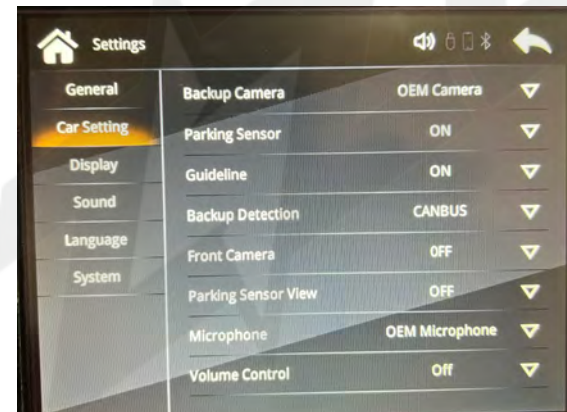 Settings
General
Car Setting
Display
Sound
Language
System
Backup Camera OEM Camera
Parking Sensor ON
Guideline ON
Backup Detection CANBUS
Front Camera OFF
Parking Sensor View OFF
Microphone OEM Microphone
Volume Control Off